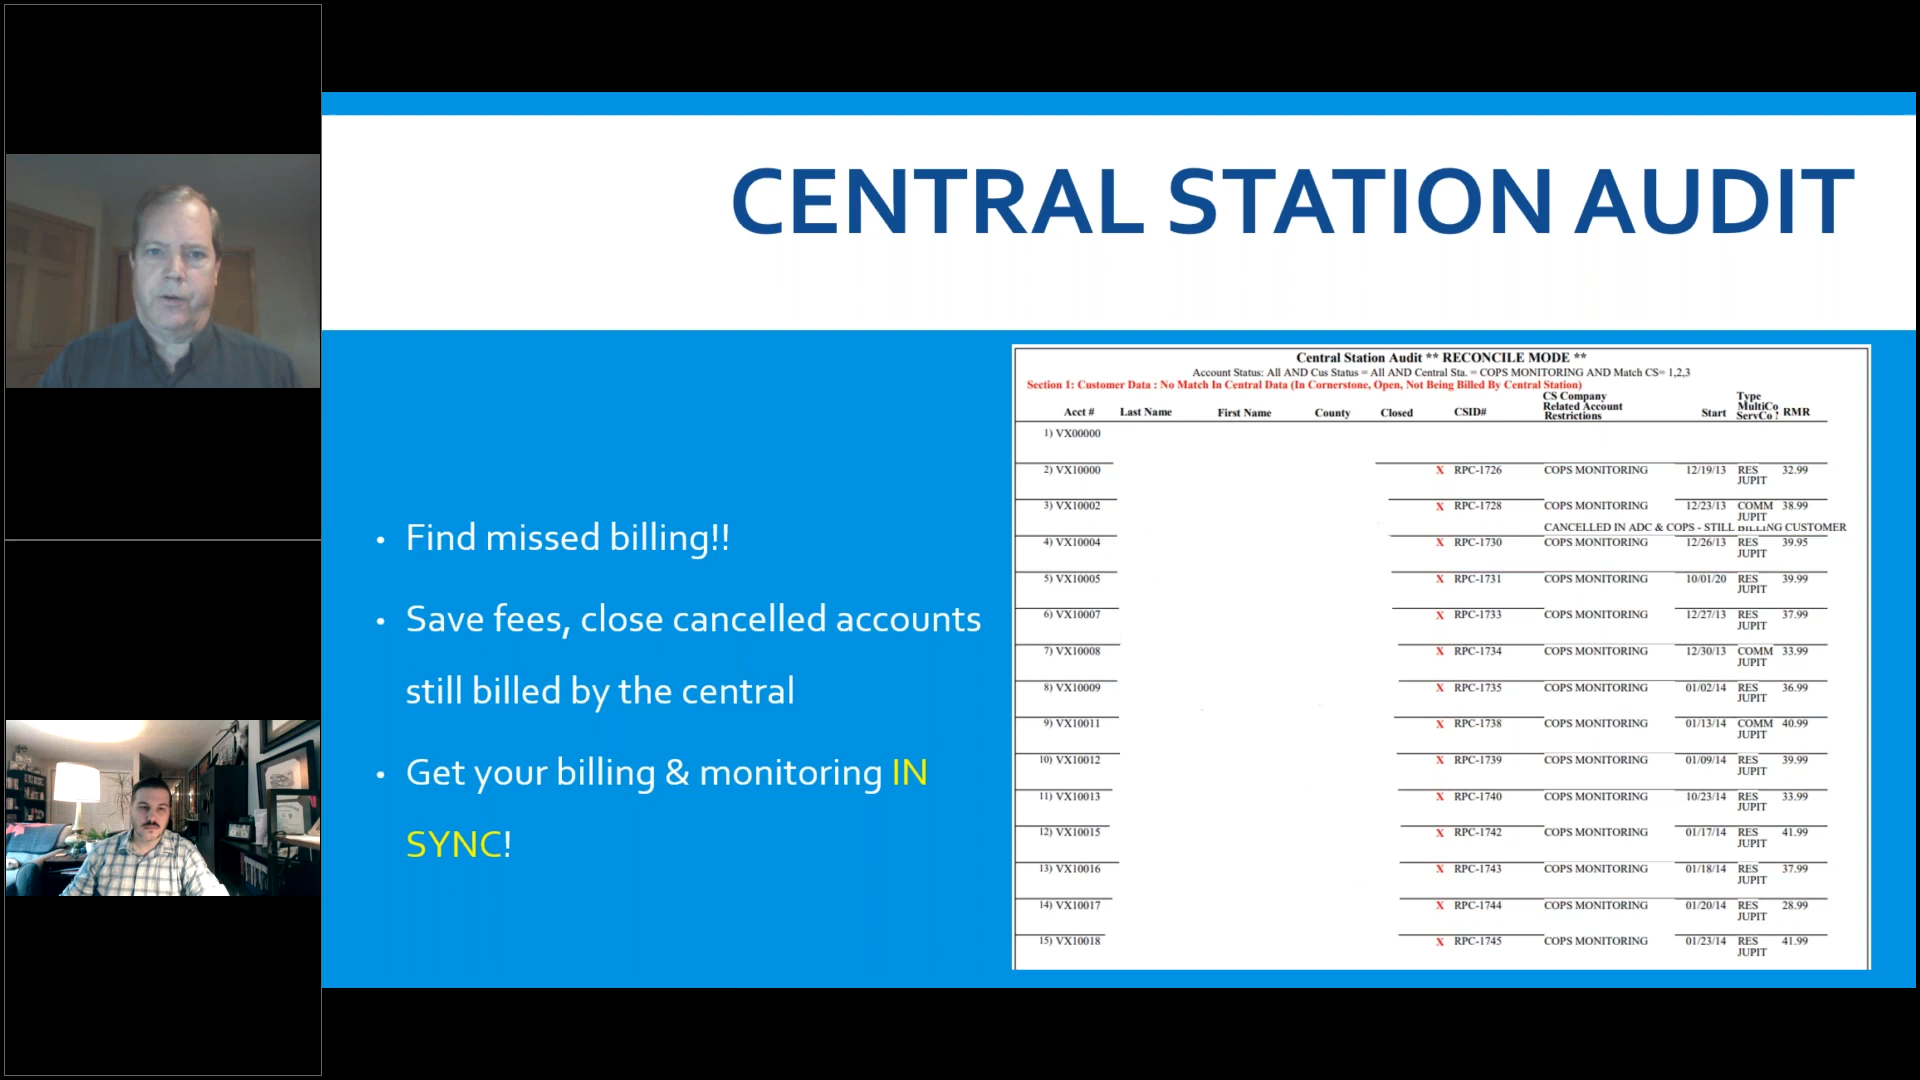 CENTRAL STATION AUDIT
• Find missed billing!!
• Save fees, close cancelled accounts
still billed by the central
• Get your billing & monitoring IN
SYNC!
Central Station Audit ** RECONCILE MODE **
Account Status: All AND Cus Status = All AND Central Sta. = COPS MONITORING AND Match CS= 1,2,3
Section 1: Customer Data : No Match In Central Data (In Cornerstone, Open, Not Being Billed By Central Station)
CS Company Type
Related Account MultiCo
Acct # Last Name First Name County Closed CSID# Restrictions Start ServCo RMR
1) VX00000
2) VX10000 X RPC-1726 COPS MONITORING 12/19/13 RES 32.99
JUPIT
3) VX10002 X RPC-1728 COPS MONITORING 12/23/13 COMM 38.99
JUPIT
CANCELLED IN ADC & COPS - STILL BILLING CUSTOMER
4) VX10004 X RPC-1730 COPS MONITORING 12/26/13 RES 39.95
JUPIT
5) VX10005 X RPC-1731 COPS MONITORING 10/01/20 RES 39.99
JUPIT
6) VX10007 X RPC-1733 COPS MONITORING 12/27/13 RES 37.99
JUPIT
7) VX10008 X RPC-1734 COPS MONITORING 12/30/13 COMM 33.99
JUPIT
8) VX10009 X RPC-1735 COPS MONITORING 01/02/14 RES 36.99
JUPIT
9) VX10011 X RPC-1738 COPS MONITORING 01/13/14 COMM 40.99
JUPIT
10) VX10012 X RPC-1739 COPS MONITORING 01/09/14 RES 39.99
JUPIT
11) VX10013 X RPC-1740 COPS MONITORING 10/23/14 RES 33.99
JUPIT
12) VX10015 X RPC-1742 COPS MONITORING 01/17/14 RES 41.99
JUPIT
13) VX10016 X RPC-1743 COPS MONITORING 01/18/14 RES 37.99
JUPIT
14) VX10017 X RPC-1744 COPS MONITORING 01/20/14 RES 28.99
JUPIT
15) VX10018 X RPC-1745 COPS MONITORING 01/23/14 RES 41.99
JUPIT